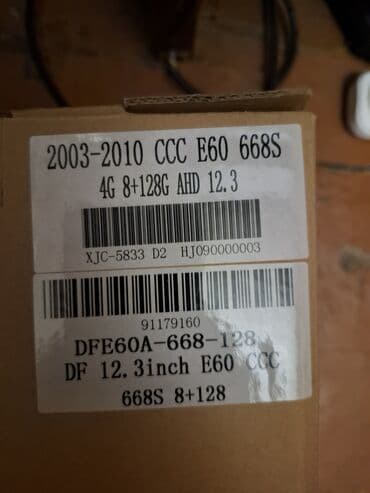 2003-2010 CCC E60 668S
4G 8+128G AHD 12.3
XJC-5833 D2 HJ090000003
91179160
DFE60A-668-128
DF 12.3inch E60 CCC
668S 8+128